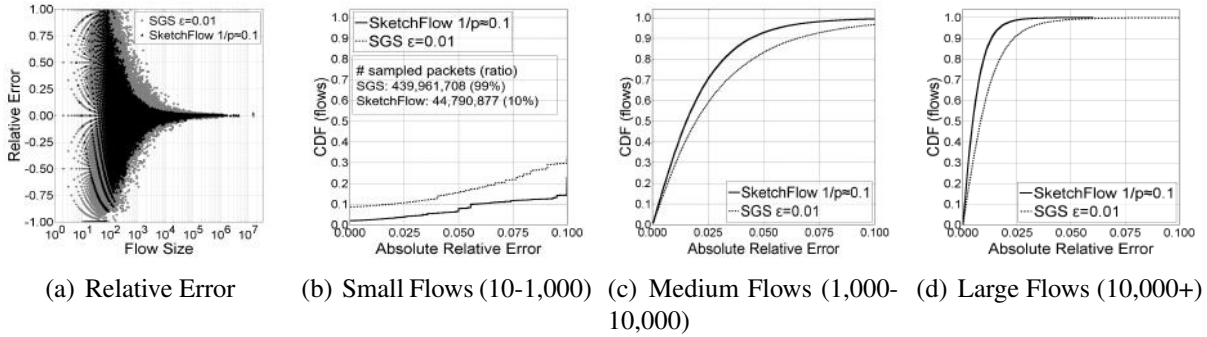 1.00
0.75
0.50
0.25
0.00
-0.25
-0.50
-0.75
-1.00
Relative Error
SGS ε=0.01
SketchFlow 1/p≈0.1
10^0 10^1 10^2 10^3 10^4 10^5 10^6 10^7
Flow Size
1.0
0.9
0.8
0.7
0.6
0.5
0.4
0.3
0.2
0.1
0.0
CDF (flows)
SketchFlow 1/p≈0.1
SGS ε=0.01
# sampled packets (ratio)
SGS: 439,961,708 (99%)
SketchFlow: 44,790,877 (10%)
0.000 0.025 0.050 0.075 0.100
Absolute Relative Error
1.0
0.9
0.8
0.7
0.6
0.5
0.4
0.3
0.2
0.1
0.0
CDF (flows)
SketchFlow 1/p≈0.1
SGS ε=0.01
0.000 0.025 0.050 0.075 0.100
Absolute Relative Error
1.0
0.9
0.8
0.7
0.6
0.5
0.4
0.3
0.2
0.1
0.0
CDF (flows)
SketchFlow 1/p≈0.1
SGS ε=0.01
0.000 0.025 0.050 0.075 0.100
Absolute Relative Error
(a) Relative Error
(b) Small Flows (10-1,000)
(c) Medium Flows (1,000-
10,000)
(d) Large Flows (10,000+)